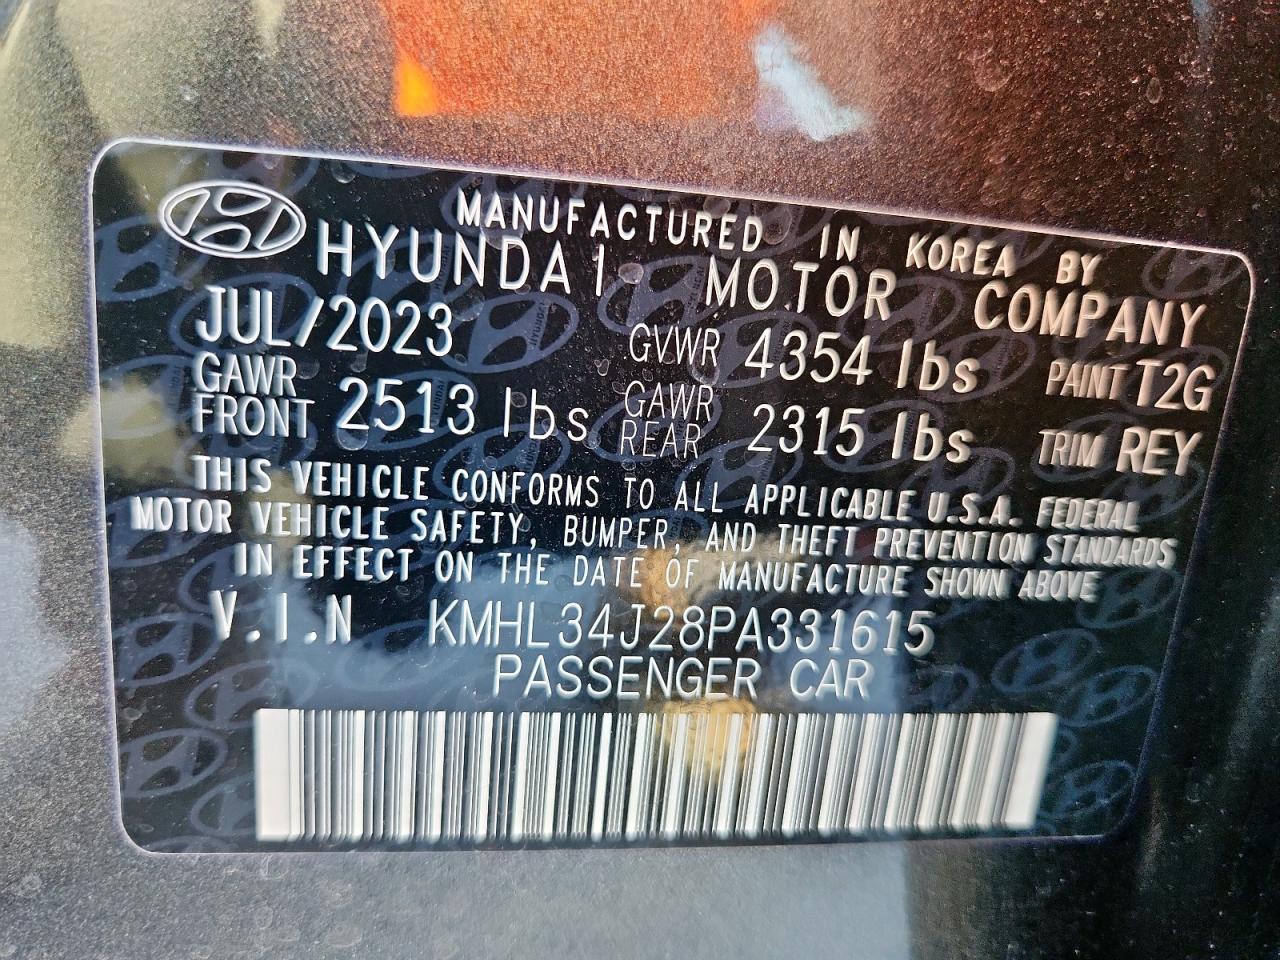 MANUFACTURED IN KOREA BY
HYUNDAI MOTOR COMPANY
JUL/2023 GVWR 4354 lbs PAINT T2G
GAWR FRONT 2513 lbs GAWR REAR 2315 lbs TRIM REY
THIS VEHICLE CONFORMS TO ALL APPLICABLE U.S.A. FEDERAL
MOTOR VEHICLE SAFETY, BUMPER, AND THEFT PREVENTION STANDARDS
IN EFFECT ON THE DATE OF MANUFACTURE SHOWN ABOVE
V.I.N KMHL34J28PA331615
PASSENGER CAR